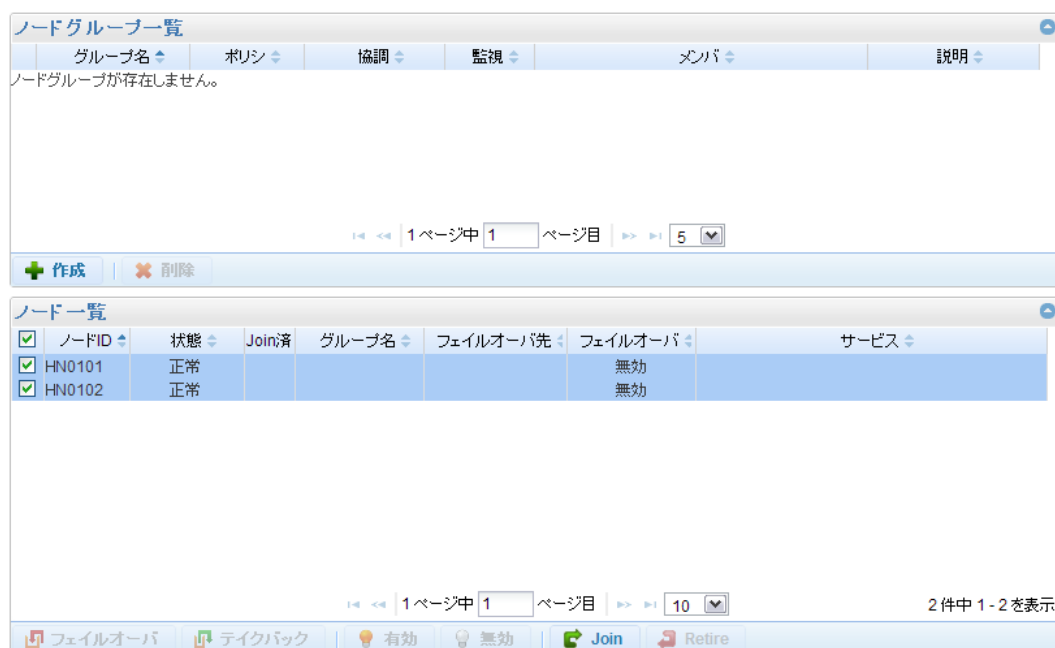 ノードグループ一覧
グループ名 ポリシ 協調 監視 メンバ 説明
ノードグループが存在しません。
1 ページ中 1 ページ目 5
作成 削除
ノード一覧
ノードID 状態 Join済 グループ名 フェイルオーバ先 フェイルオーバ サービス
HN0101 正常 無効
HN0102 正常 無効
1 ページ中 1 ページ目 10 2 件中 1 - 2 を表示
フェイルオーバ テイクバック 有効 無効 Join Retire